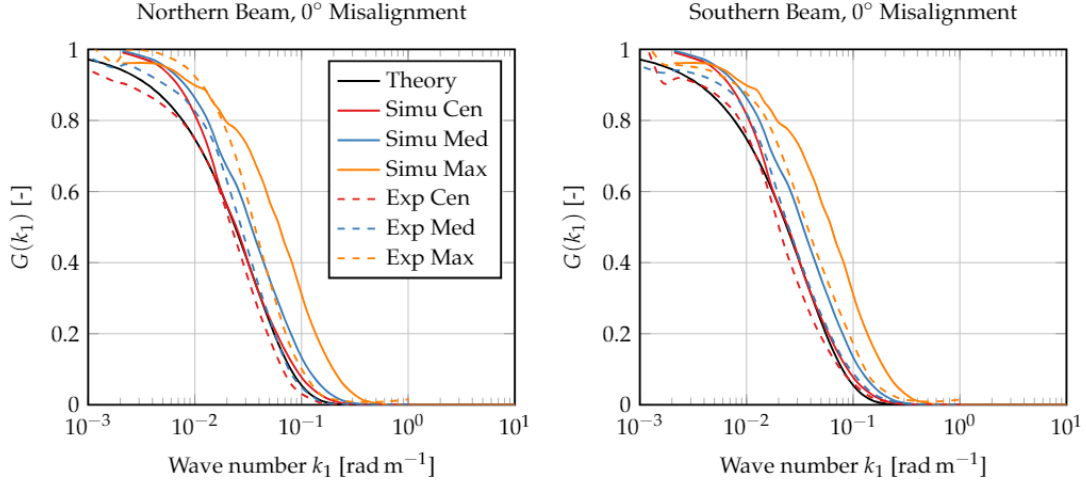 Northern Beam, 0° Misalignment
1
0.8
0.6
0.4
0.2
0
G(k₁) [-]
10⁻³ 10⁻² 10⁻¹ 10⁰ 10¹
Wave number k₁ [rad m⁻¹]
Theory
Simu Cen
Simu Med
Simu Max
Exp Cen
Exp Med
Exp Max
Southern Beam, 0° Misalignment
1
0.8
0.6
0.4
0.2
0
G(k₁) [-]
10⁻³ 10⁻² 10⁻¹ 10⁰ 10¹
Wave number k₁ [rad m⁻¹]